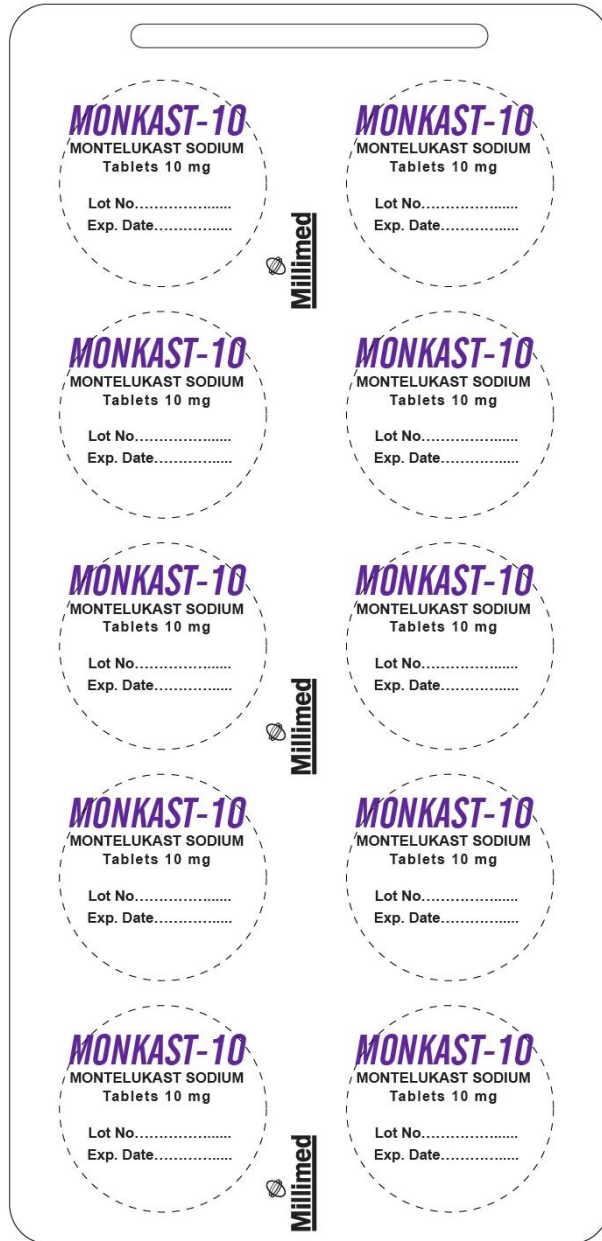 MONKAST-10
MONTELUKAST SODIUM
Tablets 10 mg
Lot No.....................
Exp. Date..................
MONKAST-10
MONTELUKAST SODIUM
Tablets 10 mg
Lot No.....................
Exp. Date..................
Millimed
MONKAST-10
MONTELUKAST SODIUM
Tablets 10 mg
Lot No.....................
Exp. Date..................
MONKAST-10
MONTELUKAST SODIUM
Tablets 10 mg
Lot No.....................
Exp. Date..................
MONKAST-10
MONTELUKAST SODIUM
Tablets 10 mg
Lot No.....................
Exp. Date..................
MONKAST-10
MONTELUKAST SODIUM
Tablets 10 mg
Lot No.....................
Exp. Date..................
Millimed
MONKAST-10
MONTELUKAST SODIUM
Tablets 10 mg
Lot No.....................
Exp. Date..................
MONKAST-10
MONTELUKAST SODIUM
Tablets 10 mg
Lot No.....................
Exp. Date..................
MONKAST-10
MONTELUKAST SODIUM
Tablets 10 mg
Lot No.....................
Exp. Date..................
MONKAST-10
MONTELUKAST SODIUM
Tablets 10 mg
Lot No.....................
Exp. Date..................
Millimed